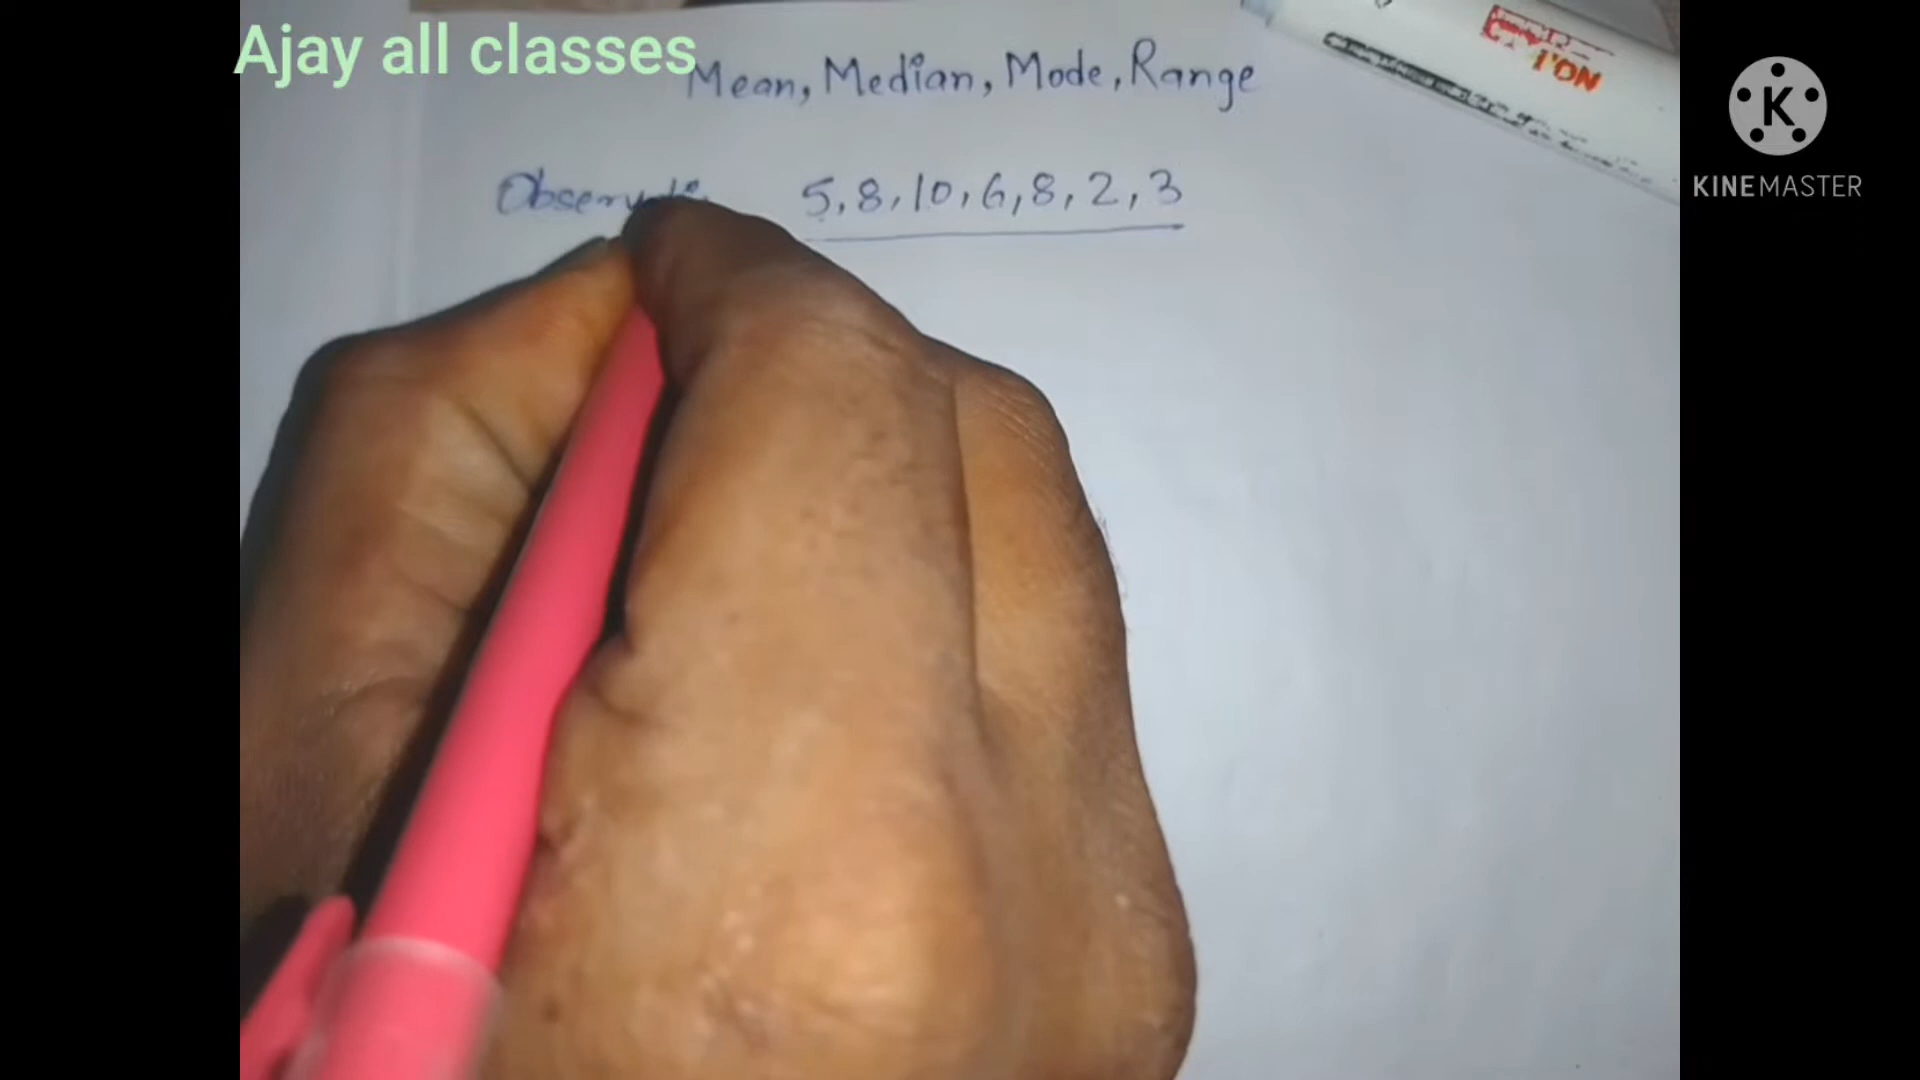 Ajay all classes
Mean, Median, Mode, Range
5, 8, 10, 6, 8, 2, 3
KINEMASTER